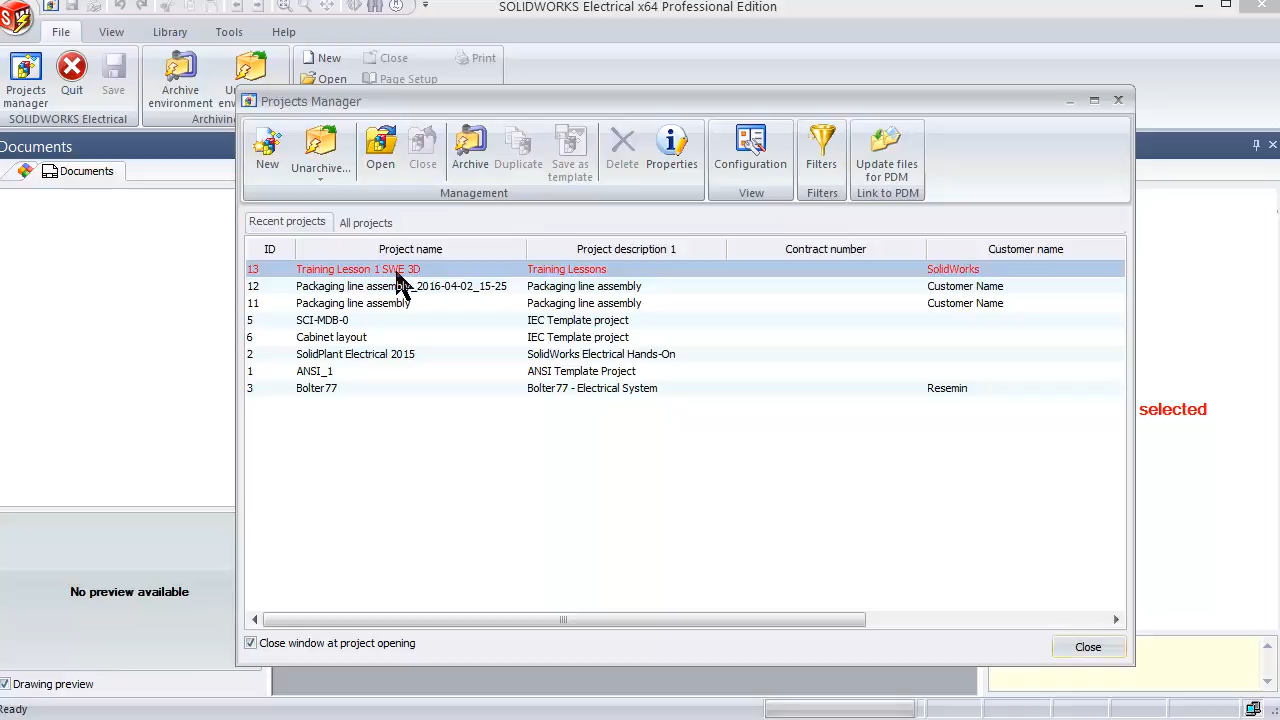 SOLIDWORKS Electrical x64 Professional Edition
File View Library Tools Help
Projects manager
Quit
Save
SOLIDWORKS Electrical
Archive environment
New
Open
Close
Page Setup
Print
Projects Manager
New
Unarchive...
Open
Close
Archive
Duplicate
Save as template
Delete
Properties
Management
Configuration
View
Filters
Filters
Update files for PDM
Link to PDM
Documents
Documents
Recent projects All projects
ID Project name Project description 1 Contract number Customer name
13 Training Lesson 1 SWE 3D Training Lessons SolidWorks
12 Packaging line assembly_2016-04-02_15-25 Packaging line assembly Customer Name
11 Packaging line assembly Packaging line assembly Customer Name
5 SCI-MDB-0 IEC Template project
6 Cabinet layout IEC Template project
2 SolidPlant Electrical 2015 SolidWorks Electrical Hands-On
1 ANSI_1 ANSI Template Project
3 Bolter77 Bolter77 - Electrical System Resemin
selected
No preview available
Close window at project opening
Close
Drawing preview
Ready